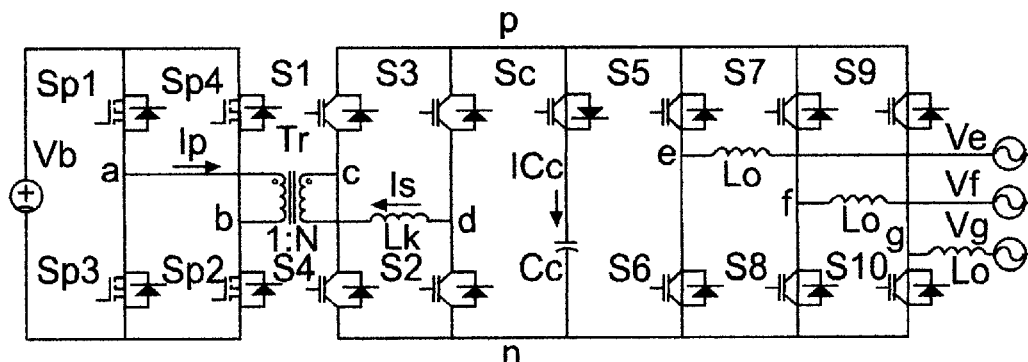 p
Sp1 Sp4 S1 S3 Sc S5 S7 S9
Vb Ip Tr Ve
a c Is ICc e Lo Vf
b 1:N Lk d f Lo g Vg
Sp3 Sp2 S4 S2 Cc S6 S8 S10 Lo
n